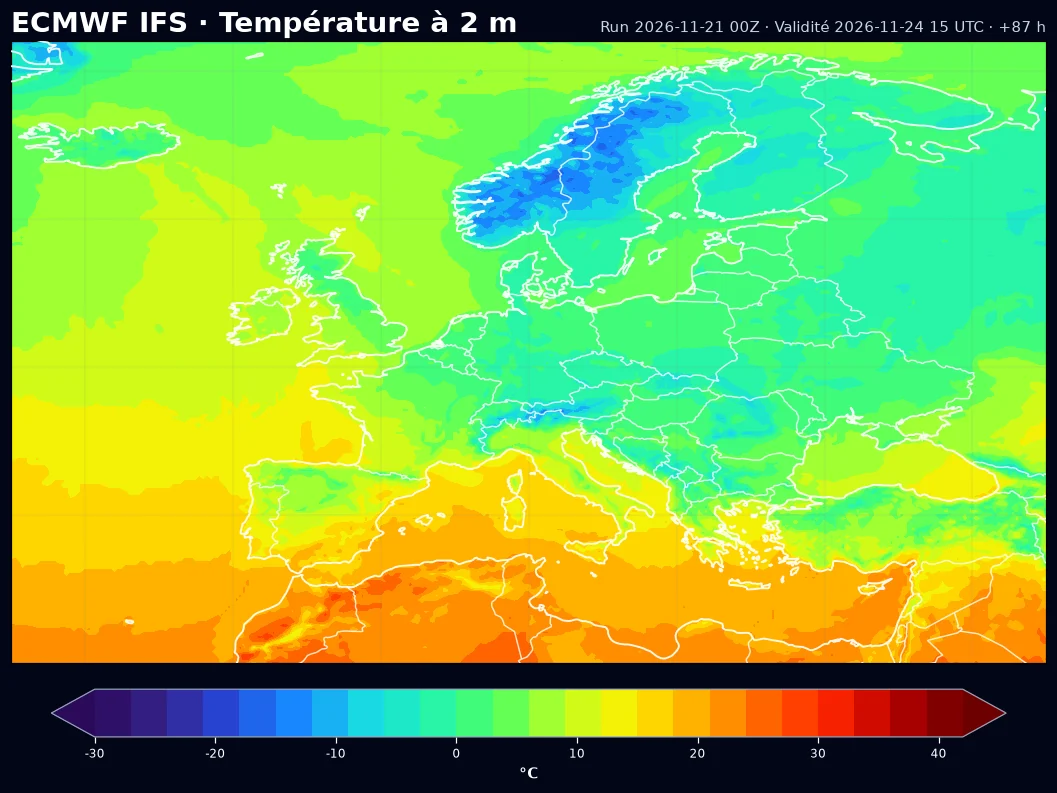 ECMWF IFS · Température à 2 m
Run 2026-11-21 00Z · Validité 2026-11-24 15 UTC · +87 h
-30 -20 -10 0 10 20 30 40
°C